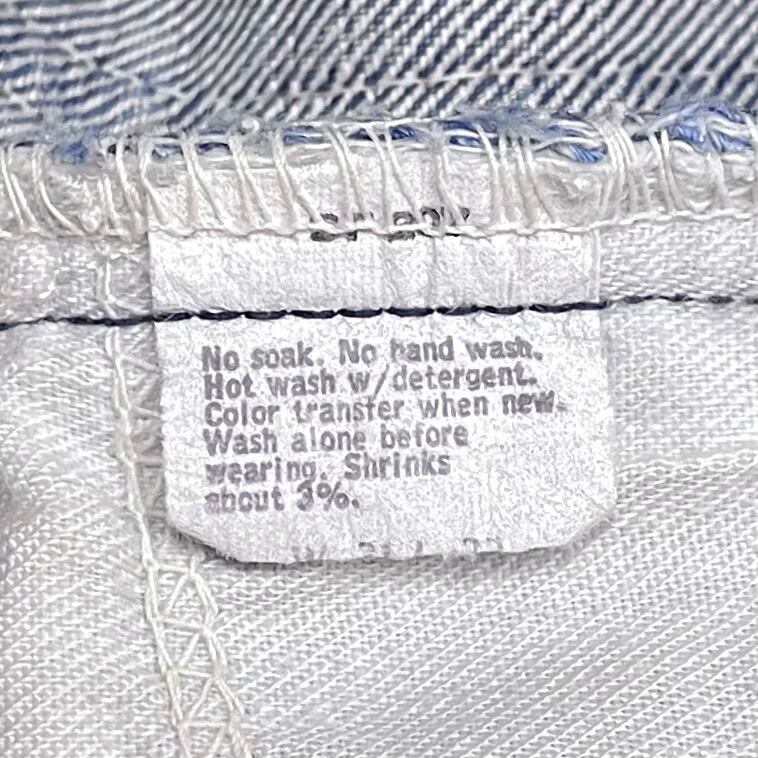 No soak. No hand wash.
Hot wash w/detergent.
Color transfer when new.
Wash alone before
wearing. Shrinks
about 3%.